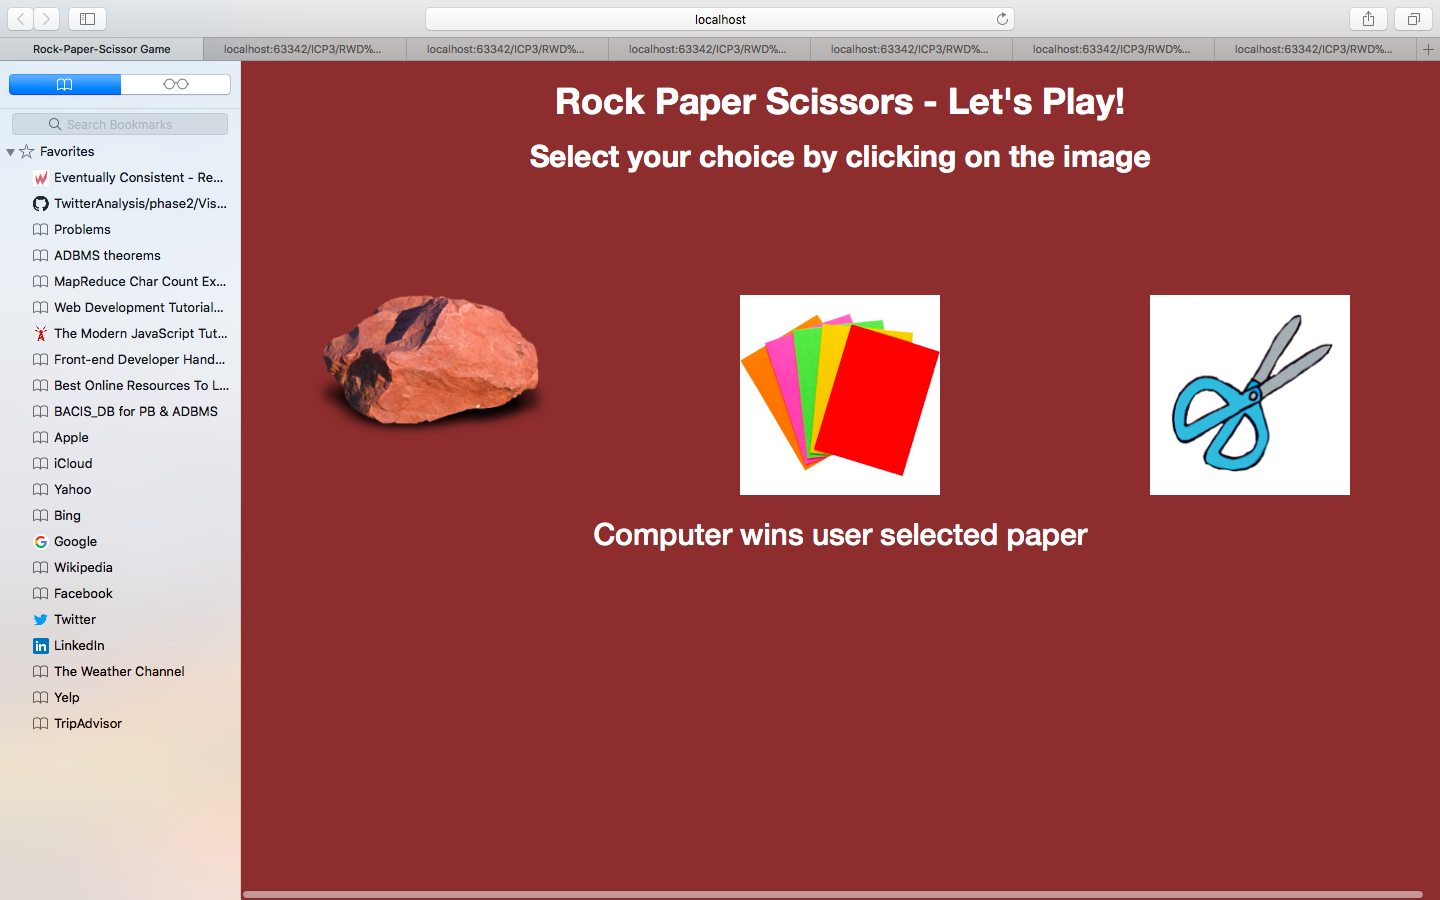 localhost
Rock-Paper-Scissor Game
localhost:63342/ICP3/RWD%...
localhost:63342/ICP3/RWD%...
localhost:63342/ICP3/RWD%...
localhost:63342/ICP3/RWD%...
localhost:63342/ICP3/RWD%...
localhost:63342/ICP3/RWD%...
Search Bookmarks
Favorites
Eventually Consistent - Re...
TwitterAnalysis/phase2/Vis...
Problems
ADBMS theorems
MapReduce Char Count Ex...
Web Development Tutorial...
The Modern JavaScript Tut...
Front-end Developer Hand...
Best Online Resources To L...
BACIS_DB for PB & ADBMS
Apple
iCloud
Yahoo
Bing
Google
Wikipedia
Facebook
Twitter
LinkedIn
The Weather Channel
Yelp
TripAdvisor
Rock Paper Scissors - Let's Play!
Select your choice by clicking on the image
Computer wins user selected paper